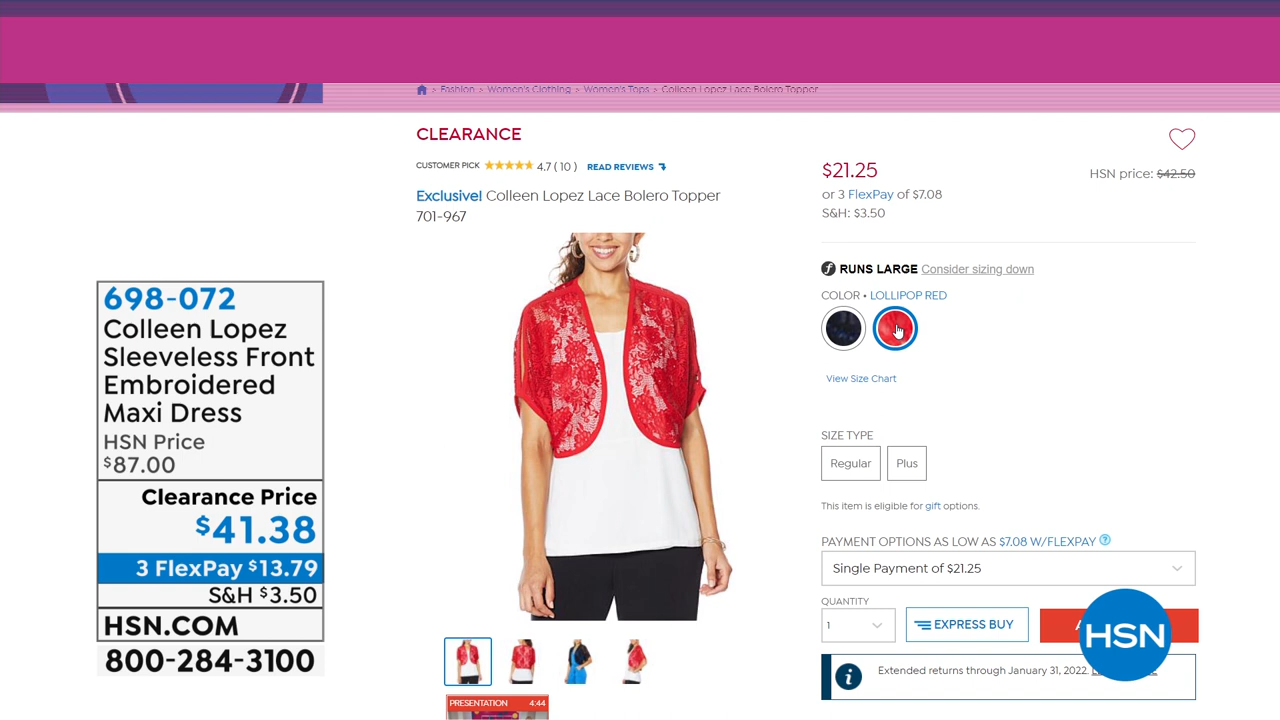 > Fashion > Women's Clothing > Women's Tops > Colleen Lopez Lace Bolero Topper
CLEARANCE
CUSTOMER PICK 4.7 ( 10 ) READ REVIEWS
Exclusive! Colleen Lopez Lace Bolero Topper
701-967
$21.25
HSN price: $42.50
or 3 FlexPay of $7.08
S&H: $3.50
f RUNS LARGE Consider sizing down
COLOR • LOLLIPOP RED
View Size Chart
SIZE TYPE
Regular Plus
This item is eligible for gift options.
PAYMENT OPTIONS AS LOW AS $7.08 W/FLEXPAY ?
Single Payment of $21.25
QUANTITY
1
EXPRESS BUY
HSN
i Extended returns through January 31, 2022.
PRESENTATION 4:44
698-072
Colleen Lopez
Sleeveless Front
Embroidered
Maxi Dress
HSN Price
$87.00
Clearance Price
$41.38
3 FlexPay $13.79
S&H $3.50
HSN.COM
800-284-3100